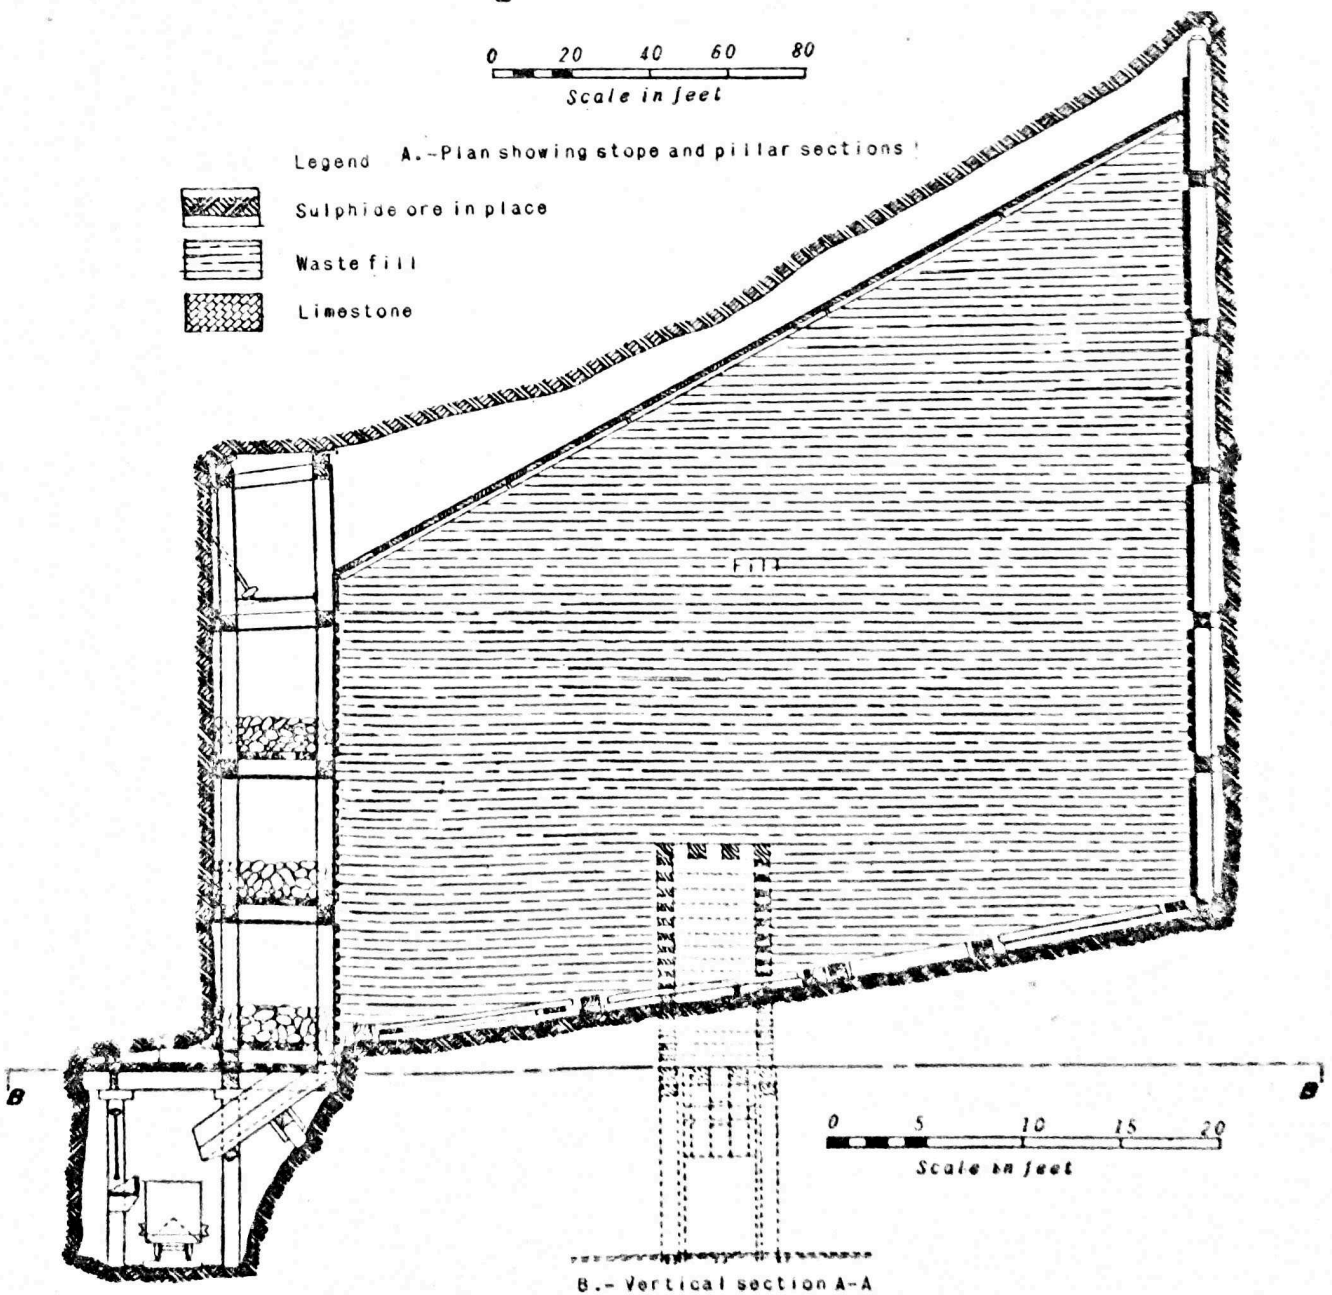 0 20 40 60 80
Scale in feet
A.-Plan showing stope and pillar sections
Legend
Sulphide ore in place
Waste fill
Limestone
Fill
B B
0 5 10 15 20
Scale in feet
B.- Vertical section A-A